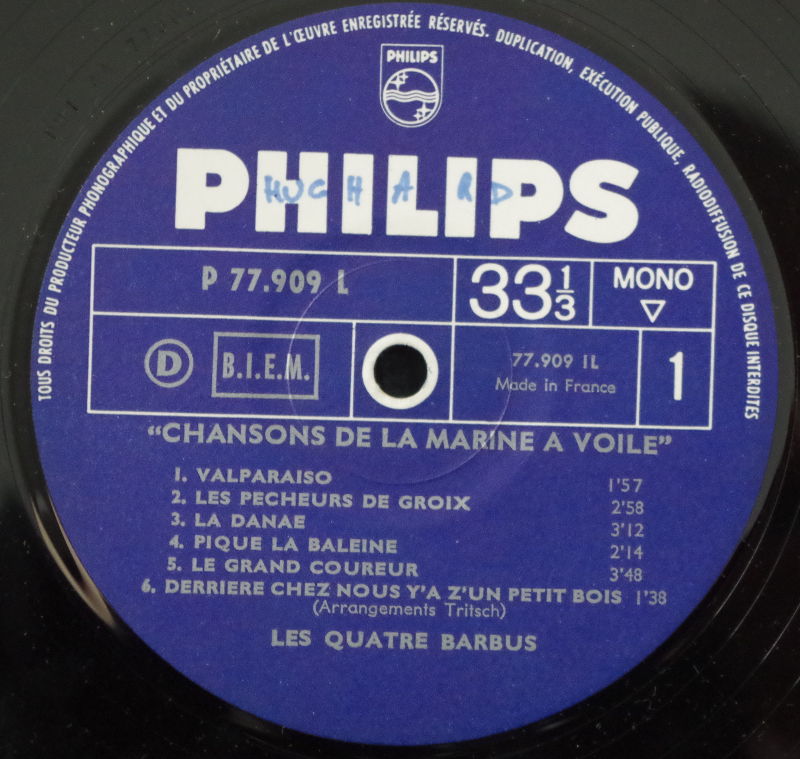 TOUS DROITS DU PRODUCTEUR PHONOGRAPHIQUE ET DU PROPRIÉTAIRE DE L'ŒUVRE ENREGISTRÉE RÉSERVÉS. DUPLICATION, EXÉCUTION PUBLIQUE, RADIODIFFUSION DE CE DISQUE INTERDITES
PHILIPS
PHILIPS
HUGHARD
P 77.909 L
33 1/3
MONO
▽
D
B.I.E.M.
77.909 1L
Made in France
1
"CHANSONS DE LA MARINE A VOILE"
1. VALPARAISO 1'57
2. LES PECHEURS DE GROIX 2'58
3. LA DANAE 3'12
4. PIQUE LA BALEINE 2'14
5. LE GRAND COUREUR 3'48
6. DERRIERE CHEZ NOUS Y'A Z'UN PETIT BOIS 1'38
(Arrangements Tritsch)
LES QUATRE BARBUS